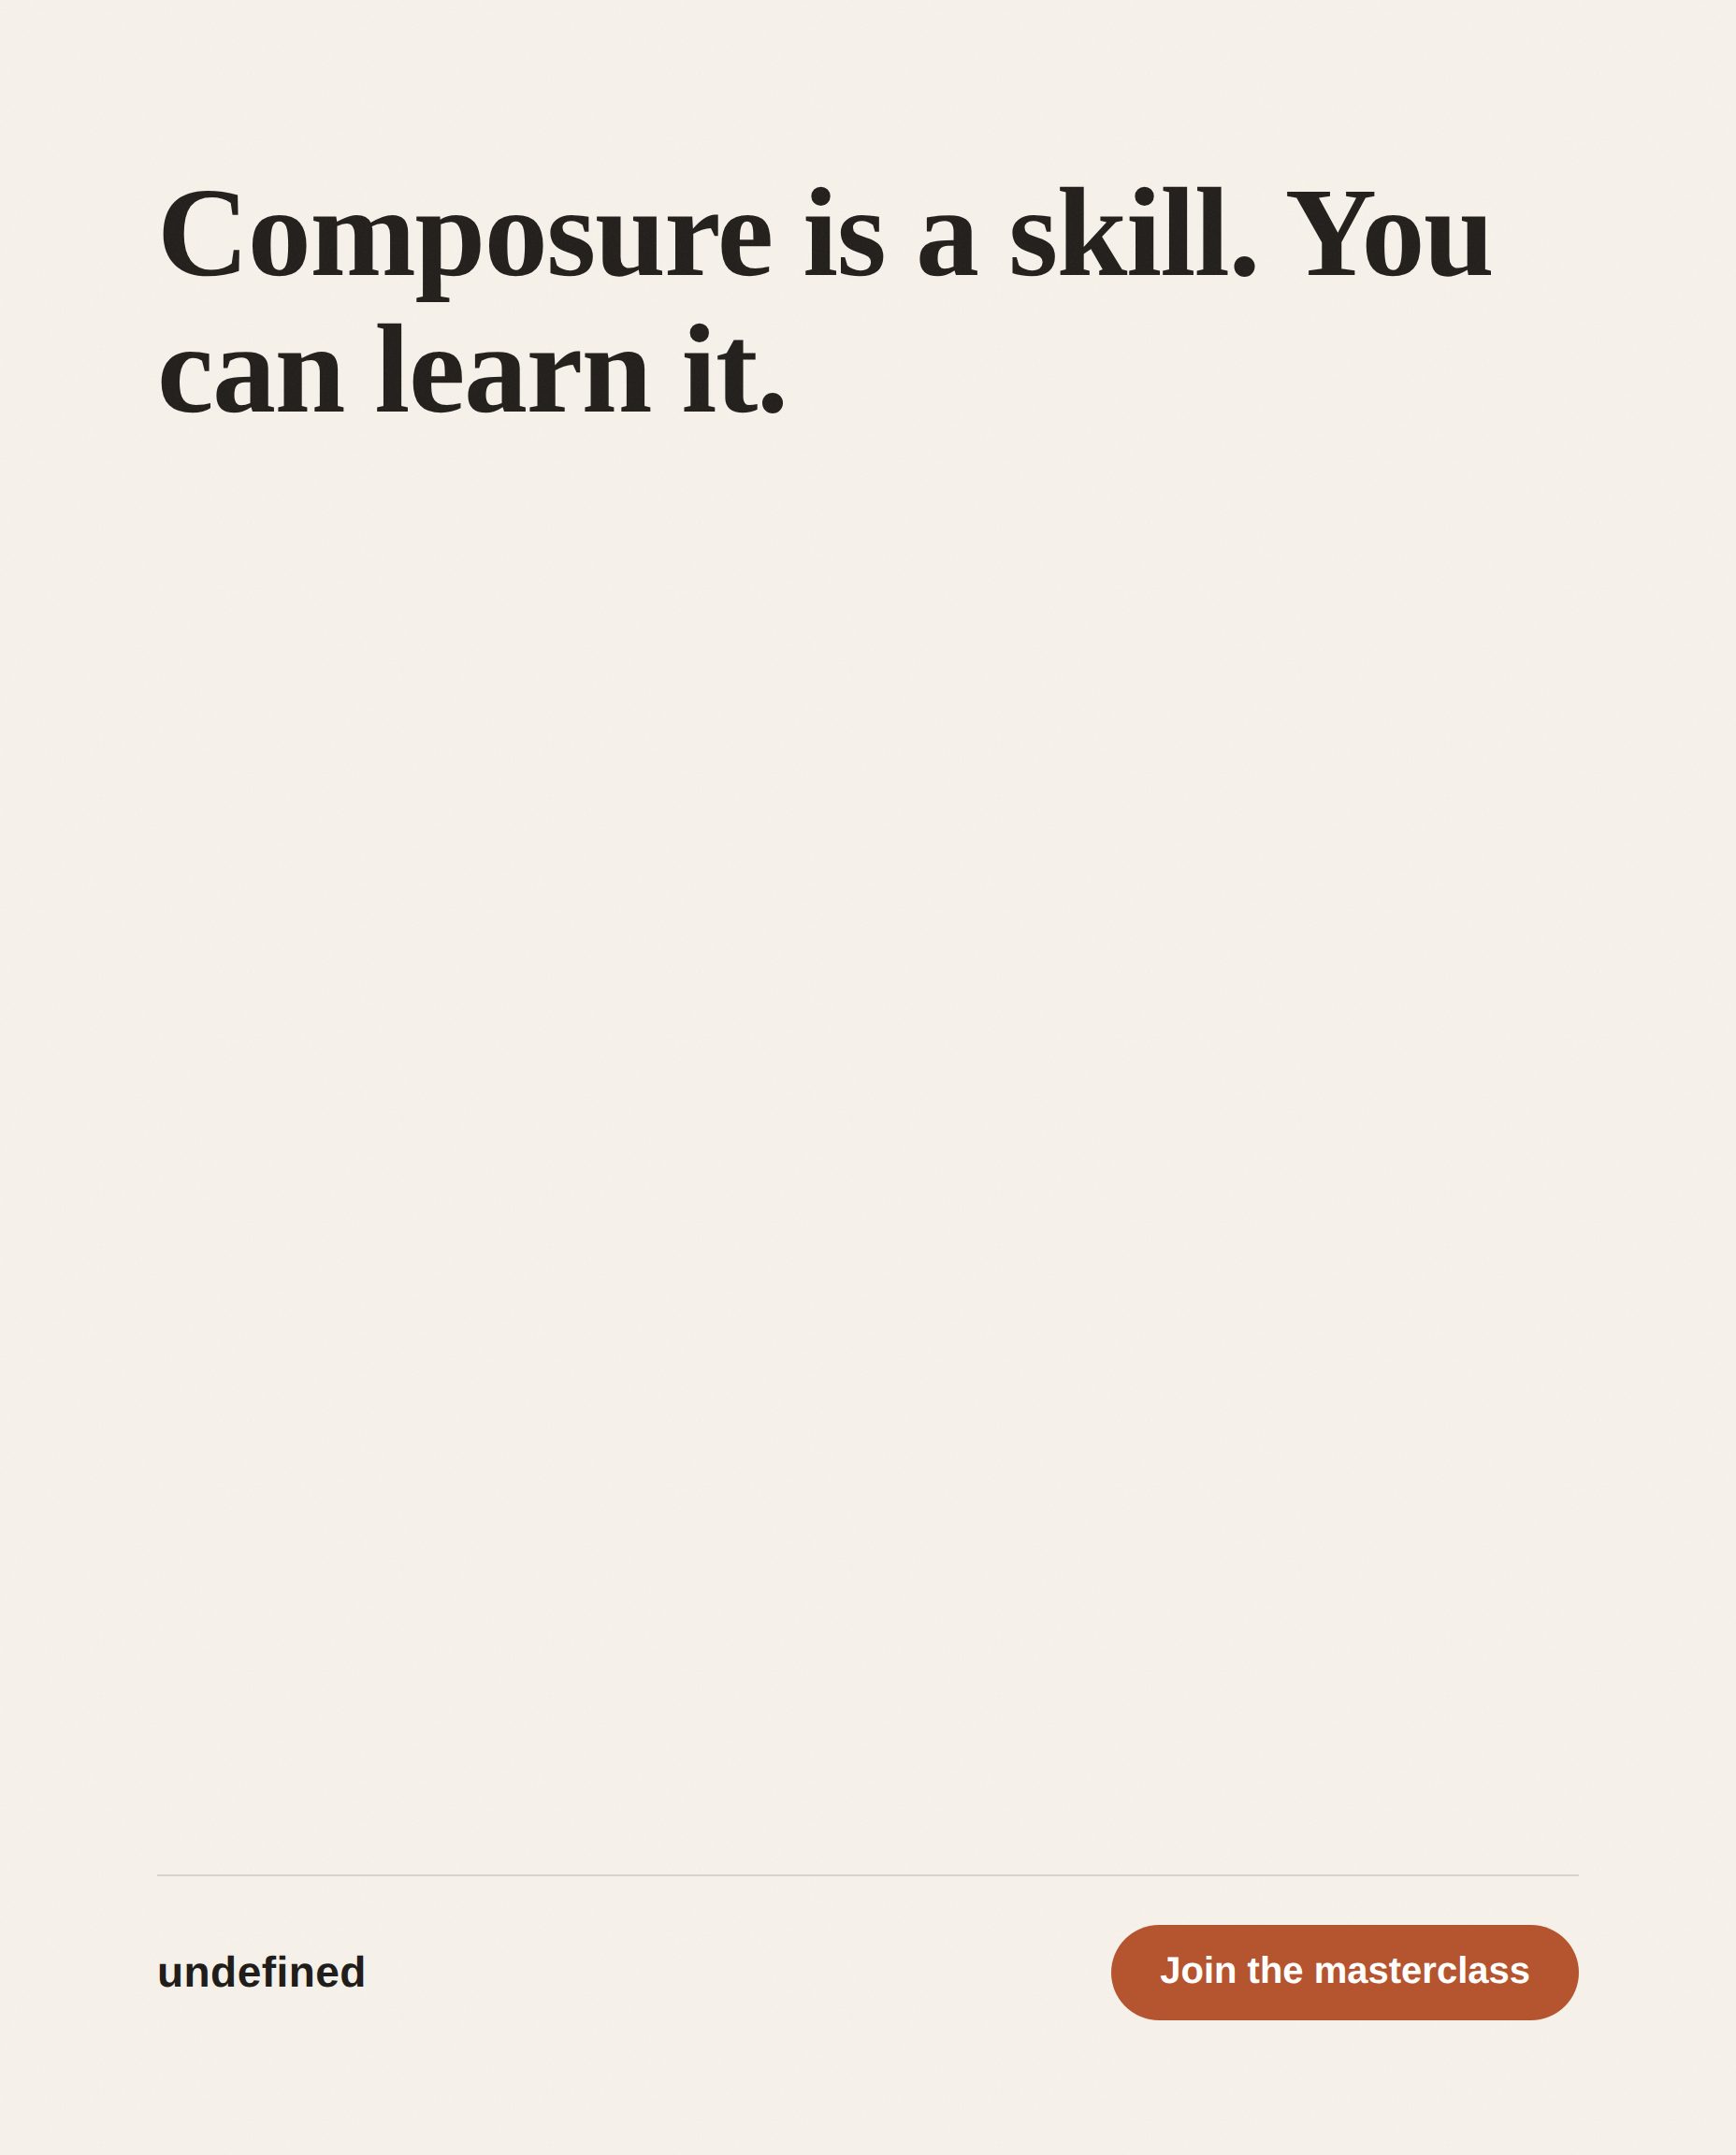 Composure is a skill. You
can learn it.
undefined
Join the masterclass